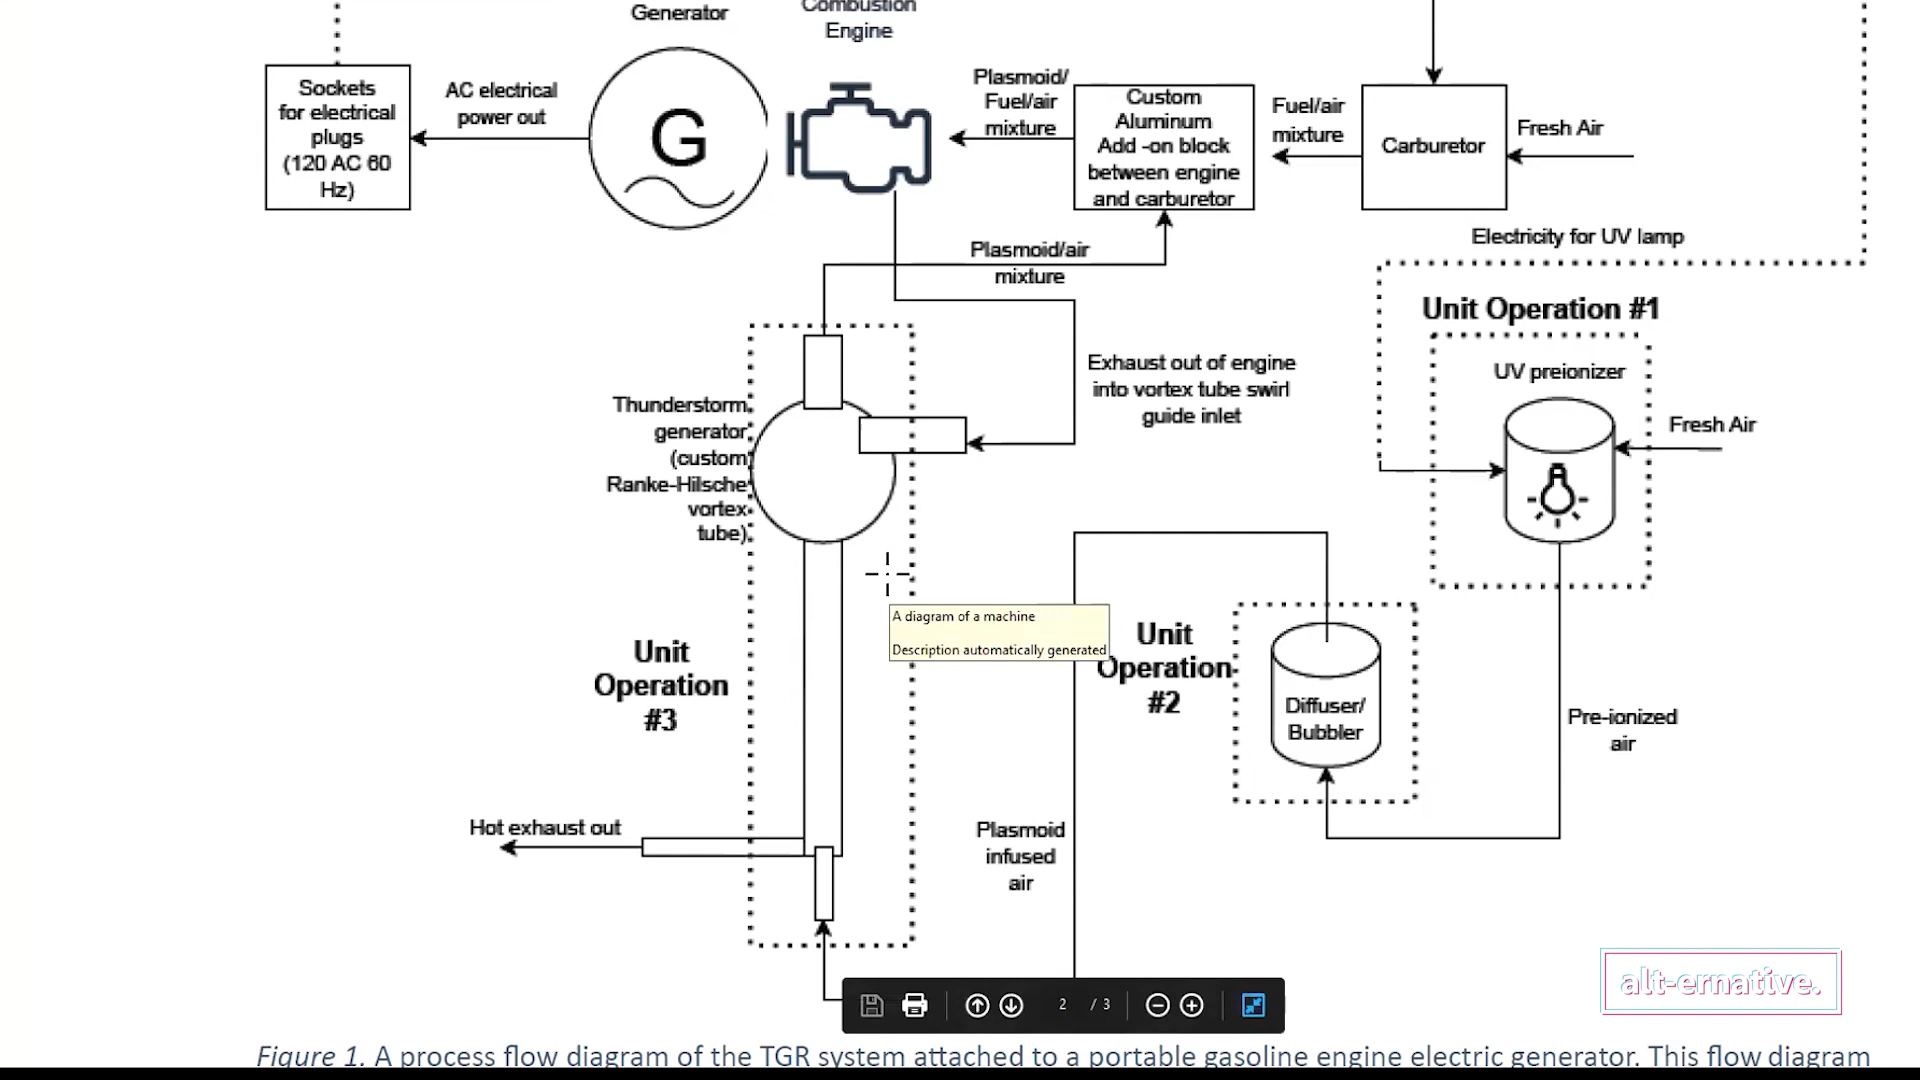 Generator
Combustion
Engine
Sockets
for electrical
plugs
(120 AC 60
Hz)
AC electrical
power out
G
Plasmoid/
Fuel/air
mixture
Custom
Aluminum
Add -on block
between engine
and carburetor
Fuel/air
mixture
Carburetor
Fresh Air
Electricity for UV lamp
Plasmoid/air
mixture
Unit Operation #1
UV preionizer
Fresh Air
Exhaust out of engine
into vortex tube swirl
guide inlet
Thunderstorm
generator
(custom
Ranke-Hilsche
vortex
tube)
A diagram of a machine
Description automatically generated
Unit
Operation
#2
Unit
Operation
#3
Diffuser/
Bubbler
Pre-ionized
air
Hot exhaust out
Plasmoid
infused
air
alt-ernative.
2 / 3
Figure 1. A process flow diagram of the TGR system attached to a portable gasoline engine electric generator. This flow diagram